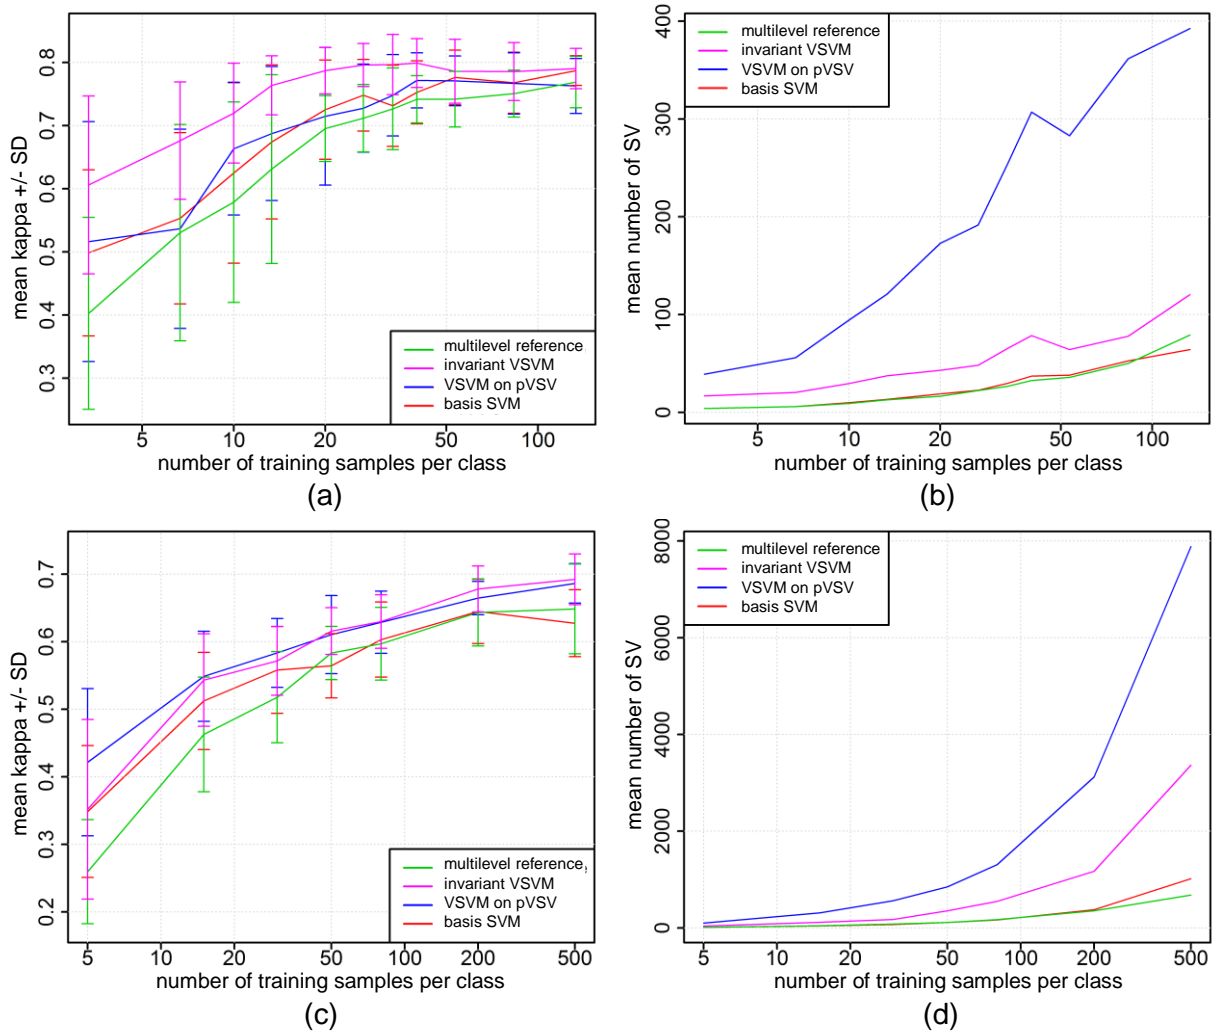 0.3 0.4 0.5 0.6 0.7 0.8
mean kappa +/- SD
multilevel reference
invariant VSVM
VSVM on pVSV
basis SVM
5 10 20 50 100
number of training samples per class
(a)
0 100 200 300 400
mean number of SV
multilevel reference
invariant VSVM
VSVM on pVSV
basis SVM
5 10 20 50 100
number of training samples per class
(b)
0.2 0.3 0.4 0.5 0.6 0.7
mean kappa +/- SD
multilevel reference
invariant VSVM
VSVM on pVSV
basis SVM
5 10 20 50 100 200 500
number of training samples per class
(c)
0 2000 4000 6000 8000
mean number of SV
multilevel reference
invariant VSVM
VSVM on pVSV
basis SVM
5 10 20 50 100 200 500
number of training samples per class
(d)